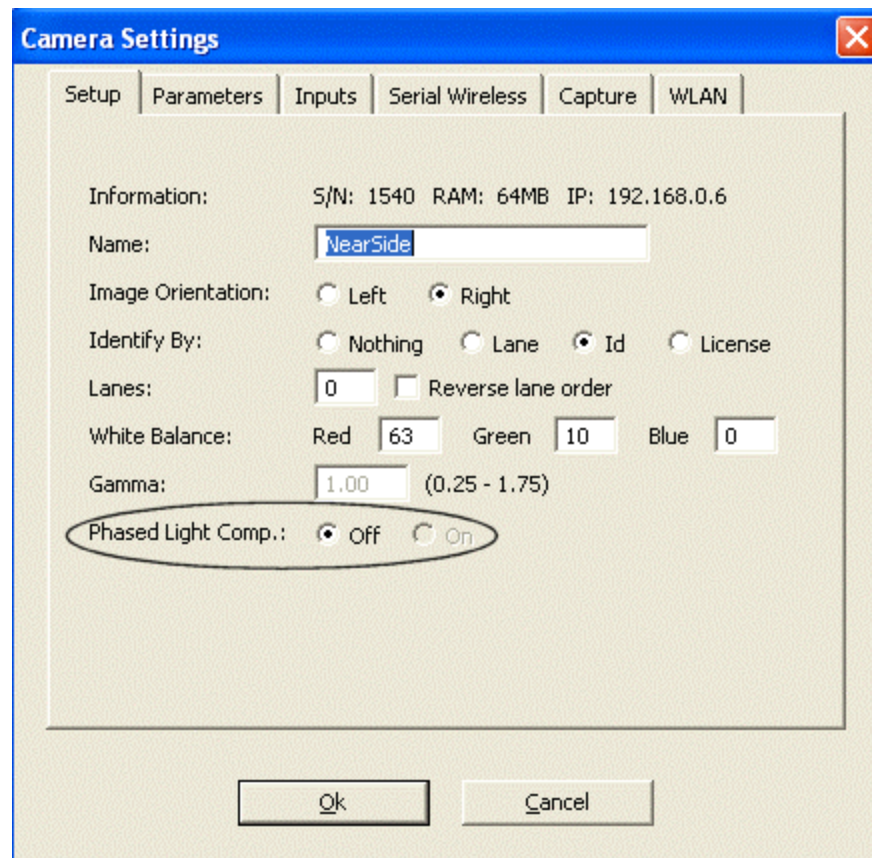 Camera Settings
Setup Parameters Inputs Serial Wireless Capture WLAN
Information: S/N: 1540 RAM: 64MB IP: 192.168.0.6
Name: NearSide
Image Orientation: Left Right
Identify By: Nothing Lane Id License
Lanes: 0 Reverse lane order
White Balance: Red 63 Green 10 Blue 0
Gamma: 1.00 (0.25 - 1.75)
Phased Light Comp.: Off On
Ok Cancel